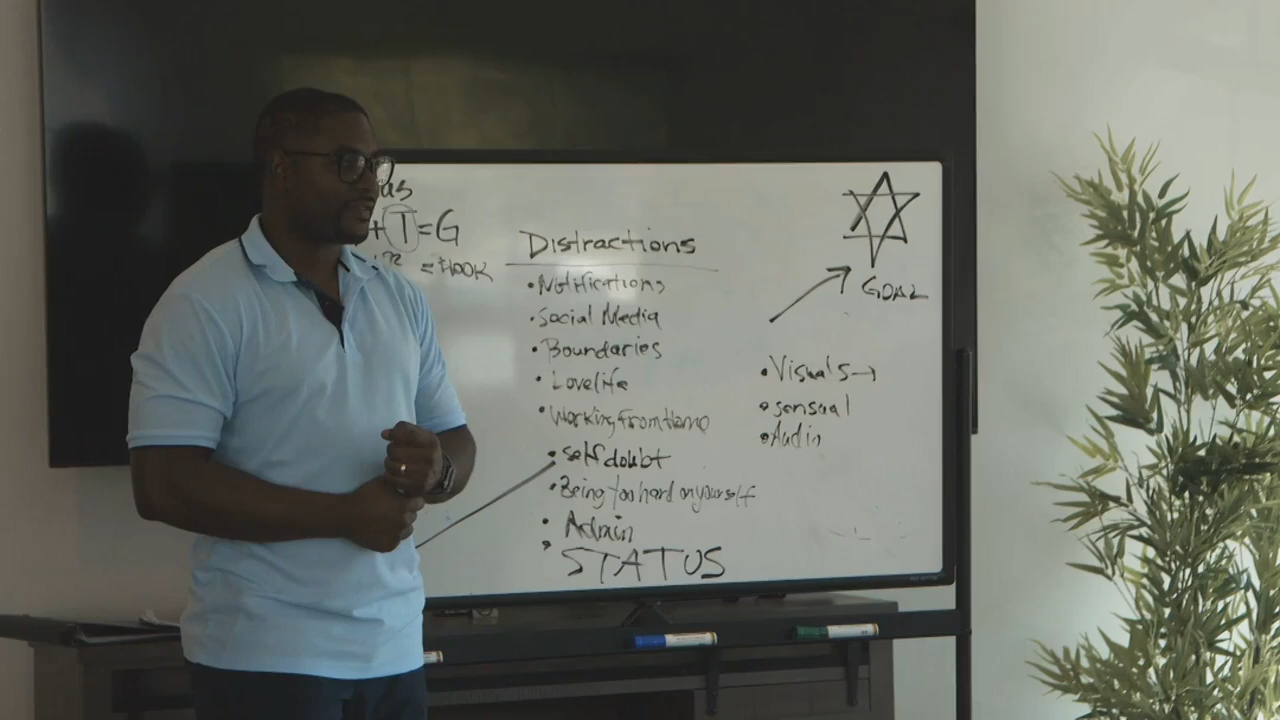 +T=G
=$100K
Distractions
• Notifications
• Social Media
• Boundaries
• Lovelife
• Working From Home
• Self doubt
• Being too hard on yourself
• Admin
• STATUS
GOAL
• Visuals →
• sensual
• Audio